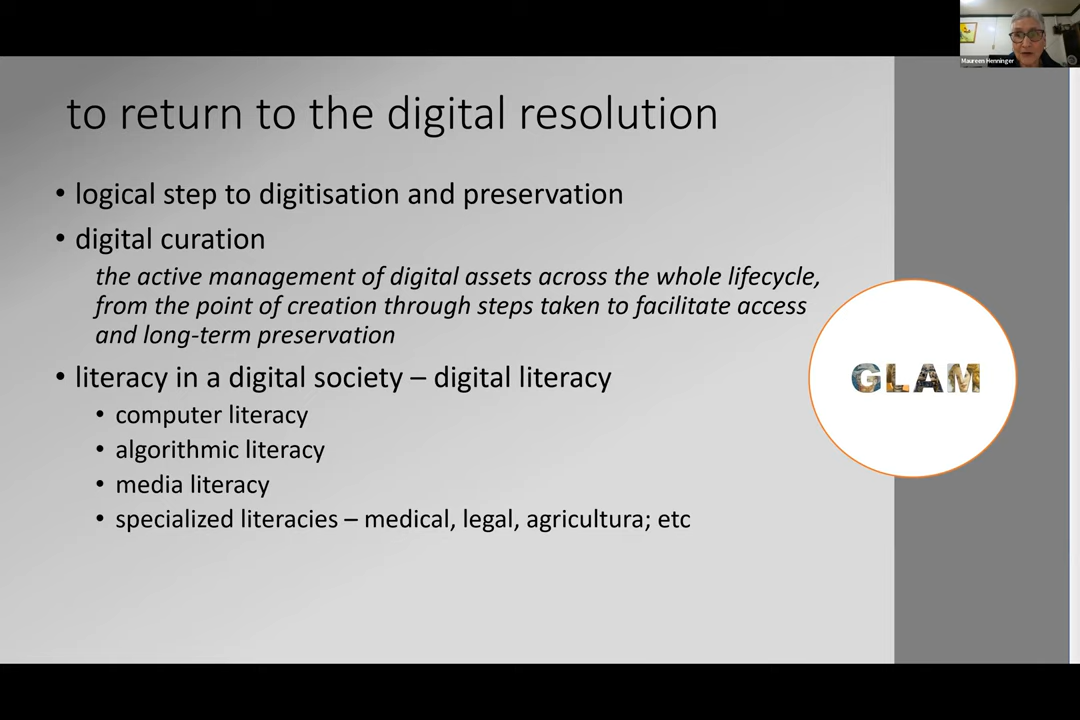 Maureen Henninger
to return to the digital resolution
• logical step to digitisation and preservation
• digital curation
the active management of digital assets across the whole lifecycle,
from the point of creation through steps taken to facilitate access
and long-term preservation
• literacy in a digital society – digital literacy
• computer literacy
• algorithmic literacy
• media literacy
• specialized literacies – medical, legal, agricultura; etc
GLAM